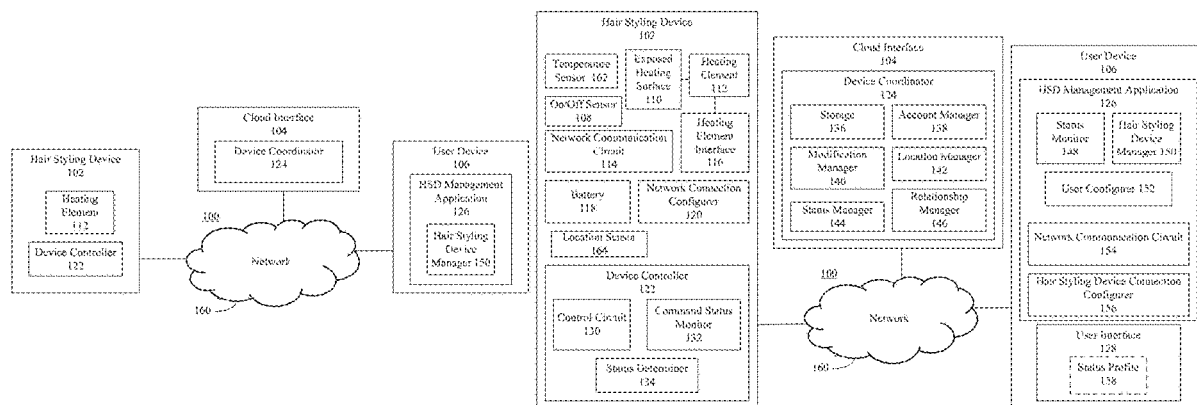 Hair Styling Device
102
Heating
Element
112
Device Controller
122
Cloud Interface
104
Device Coordinator
124
100
Network
160
User Device
106
HSD Management
Application
126
Hair Styling
Device
Manager 150
Hair Styling Device
102
Temperature
Sensor 162
Exposed
Heating
Surface
110
Heating
Element
112
On/Off Sensor
108
Network Communication
Circuit
114
Heating
Element
Interface
116
Battery
118
Network Connection
Configurer
120
Location Sensor
164
Device Controller
122
Control Circuit
130
Command Status
Monitor
132
Status Determiner
134
Cloud Interface
104
Device Coordinator
124
Storage
136
Account Manager
138
Modification
Manager
140
Location Manager
142
Status Manager
144
Relationship
Manager
146
100
Network
160
User Device
106
HSD Management Application
126
Status
Monitor
148
Hair Styling
Device
Manager 150
User Configurer 152
Network Communication Circuit
154
Hair Styling Device Connection
Configurer
156
User Interface
128
Status Profile
158